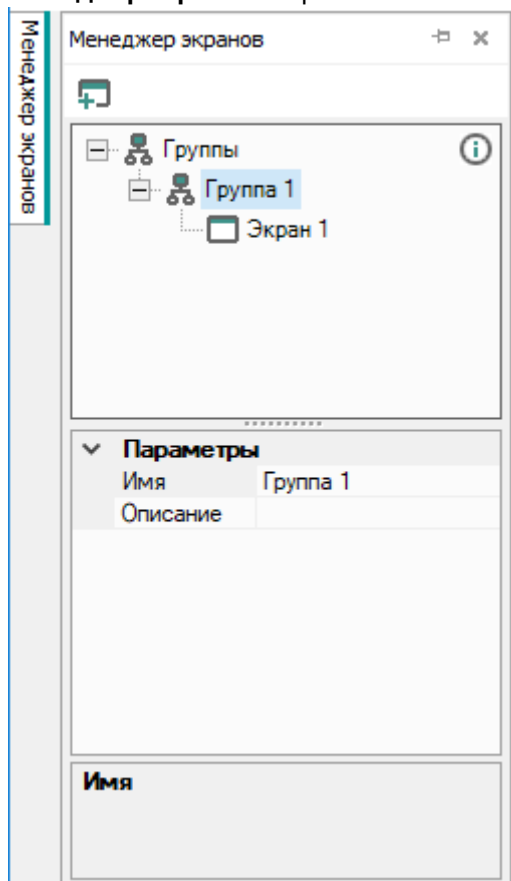 Менеджер экранов
Менеджер экранов
Группы
Группа 1
Экран 1
Параметры
Имя Группа 1
Описание
Имя